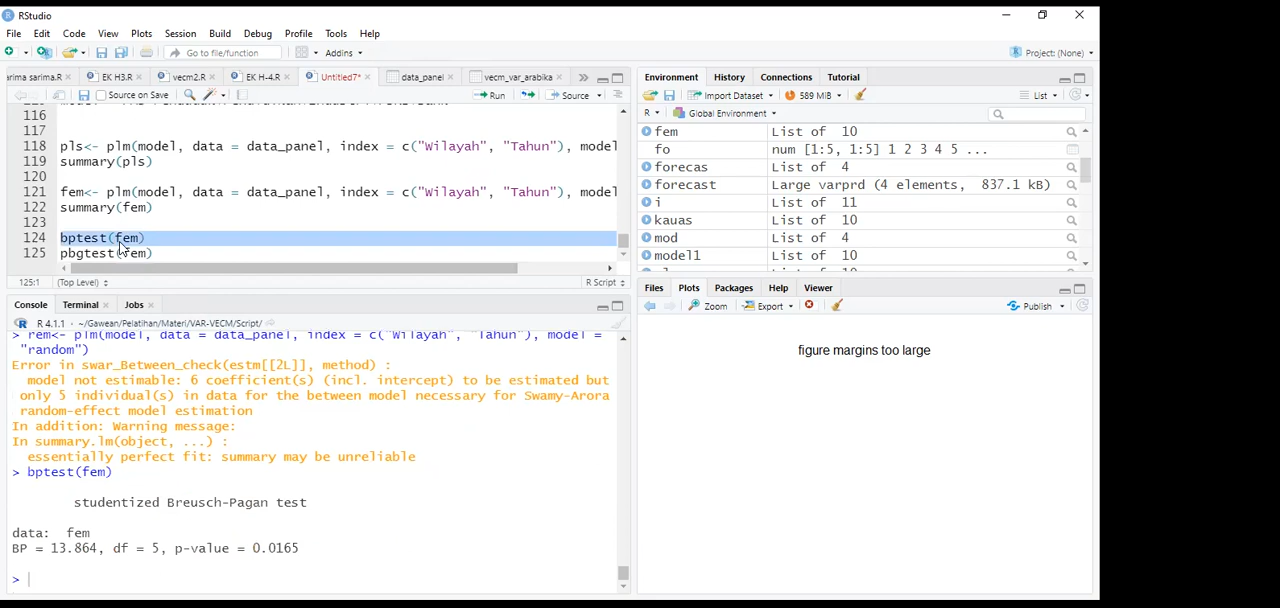 RStudio
File Edit Code View Plots Session Build Debug Profile Tools Help
Go to file/function Addins Project: (None)
arima sarima.R EK H3.R vecm2.R EK H-4.R Untitled7* data_panel vecm_var_arabika
Source on Save Run Source
116
117
118 pls<- plm(model, data = data_panel, index = c("Wilayah", "Tahun"), model
119 summary(pls)
120
121 fem<- plm(model, data = data_panel, index = c("Wilayah", "Tahun"), model
122 summary(fem)
123
124 bptest(fem)
125 pbgtest(fem)
125:1 (Top Level) R Script
Console Terminal Jobs
R 4.1.1 · ~/Gawean/Pelatihan/Materi/VAR-VECM/Script/
> rem<- plm(model, data = data_panel, index = c("Wilayah", "Tahun"), model =
"random")
Error in swar_Between_check(estm[[2L]], method) :
model not estimable: 6 coefficient(s) (incl. intercept) to be estimated but
only 5 individual(s) in data for the between model necessary for Swamy-Arora
random-effect model estimation
In addition: Warning message:
In summary.lm(object, ...) :
essentially perfect fit: summary may be unreliable
> bptest(fem)
studentized Breusch-Pagan test
data: fem
BP = 13.864, df = 5, p-value = 0.0165
>
Environment History Connections Tutorial
Import Dataset 589 MiB List
R Global Environment
fem List of 10
fo num [1:5, 1:5] 1 2 3 4 5 ...
forecas List of 4
forecast Large varprd (4 elements, 837.1 kB)
i List of 11
kauas List of 10
mod List of 4
model1 List of 10
Files Plots Packages Help Viewer
Zoom Export Publish
figure margins too large